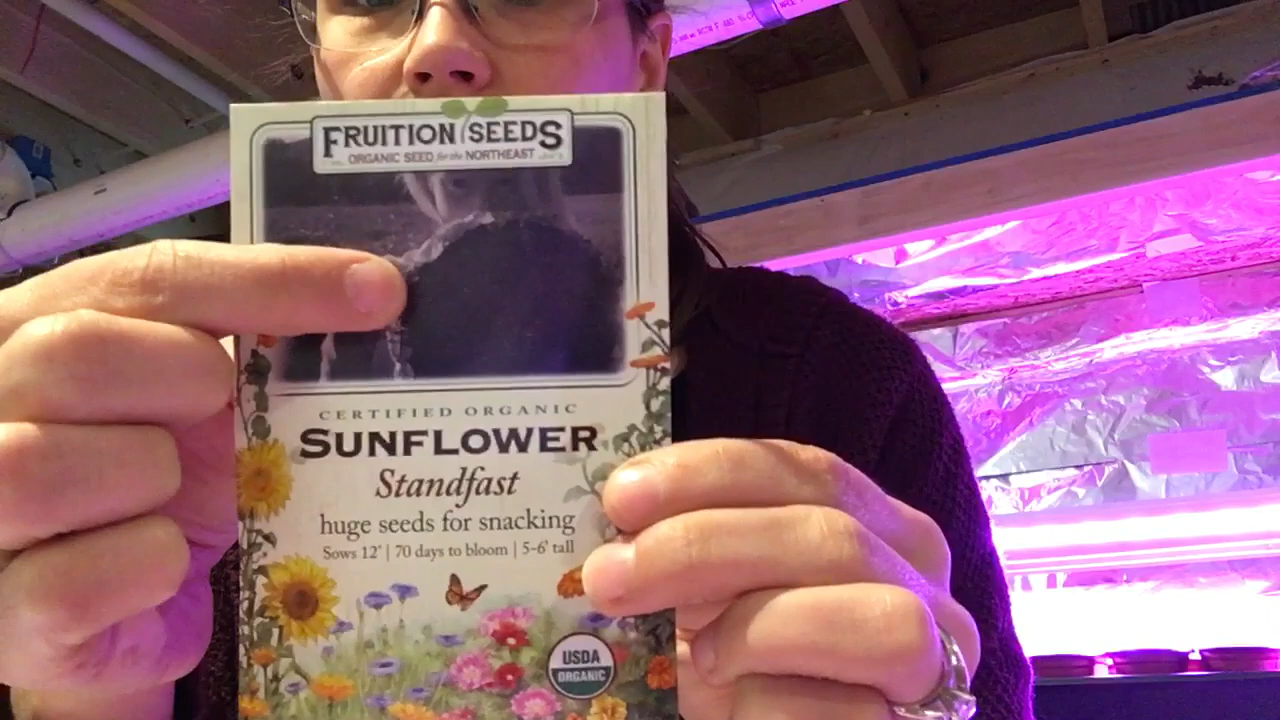 FRUITION SEEDS
ORGANIC SEED for the NORTHEAST
CERTIFIED ORGANIC
SUNFLOWER
Standfast
huge seeds for snacking
Sows 12' | 70 days to bloom | 5-6' tall
USDA
ORGANIC